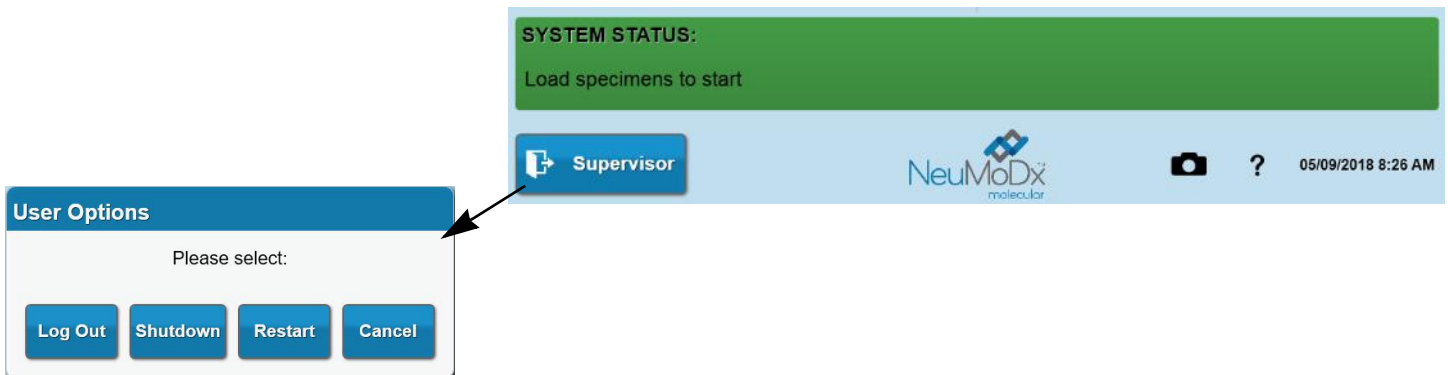 SYSTEM STATUS:
Load specimens to start
Supervisor
NeuMoDx™
molecular
?
05/09/2018 8:26 AM
User Options
Please select:
Log Out Shutdown Restart Cancel